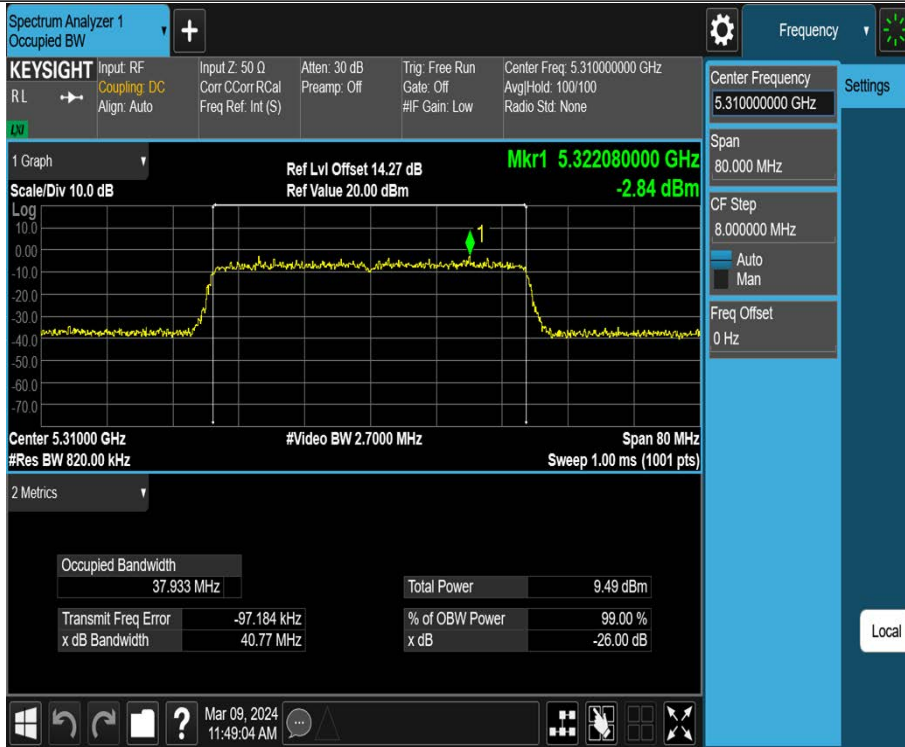 Spectrum Analyzer 1
Occupied BW
+
Frequency
KEYSIGHT
R L
LXI
Input: RF
Coupling: DC
Align: Auto
Input Z: 50 Ω
Corr CCorr RCal
Freq Ref: Int (S)
Atten: 30 dB
Preamp: Off
Trig: Free Run
Gate: Off
#IF Gain: Low
Center Freq: 5.310000000 GHz
Avg|Hold: 100/100
Radio Std: None
Center Frequency
5.310000000 GHz
Settings
Span
80.000 MHz
CF Step
8.000000 MHz
Auto
Man
Freq Offset
0 Hz
Local
1 Graph
Scale/Div 10.0 dB
Ref Lvl Offset 14.27 dB
Ref Value 20.00 dBm
Mkr1 5.322080000 GHz
-2.84 dBm
Log
10.0
0.00
-10.0
-20.0
-30.0
-40.0
-50.0
-60.0
-70.0
1
Center 5.31000 GHz
#Video BW 2.7000 MHz
Span 80 MHz
#Res BW 820.00 kHz
Sweep 1.00 ms (1001 pts)
2 Metrics
Occupied Bandwidth
37.933 MHz
Total Power 9.49 dBm
Transmit Freq Error -97.184 kHz
% of OBW Power 99.00 %
x dB Bandwidth 40.77 MHz
x dB -26.00 dB
?
Mar 09, 2024
11:49:04 AM